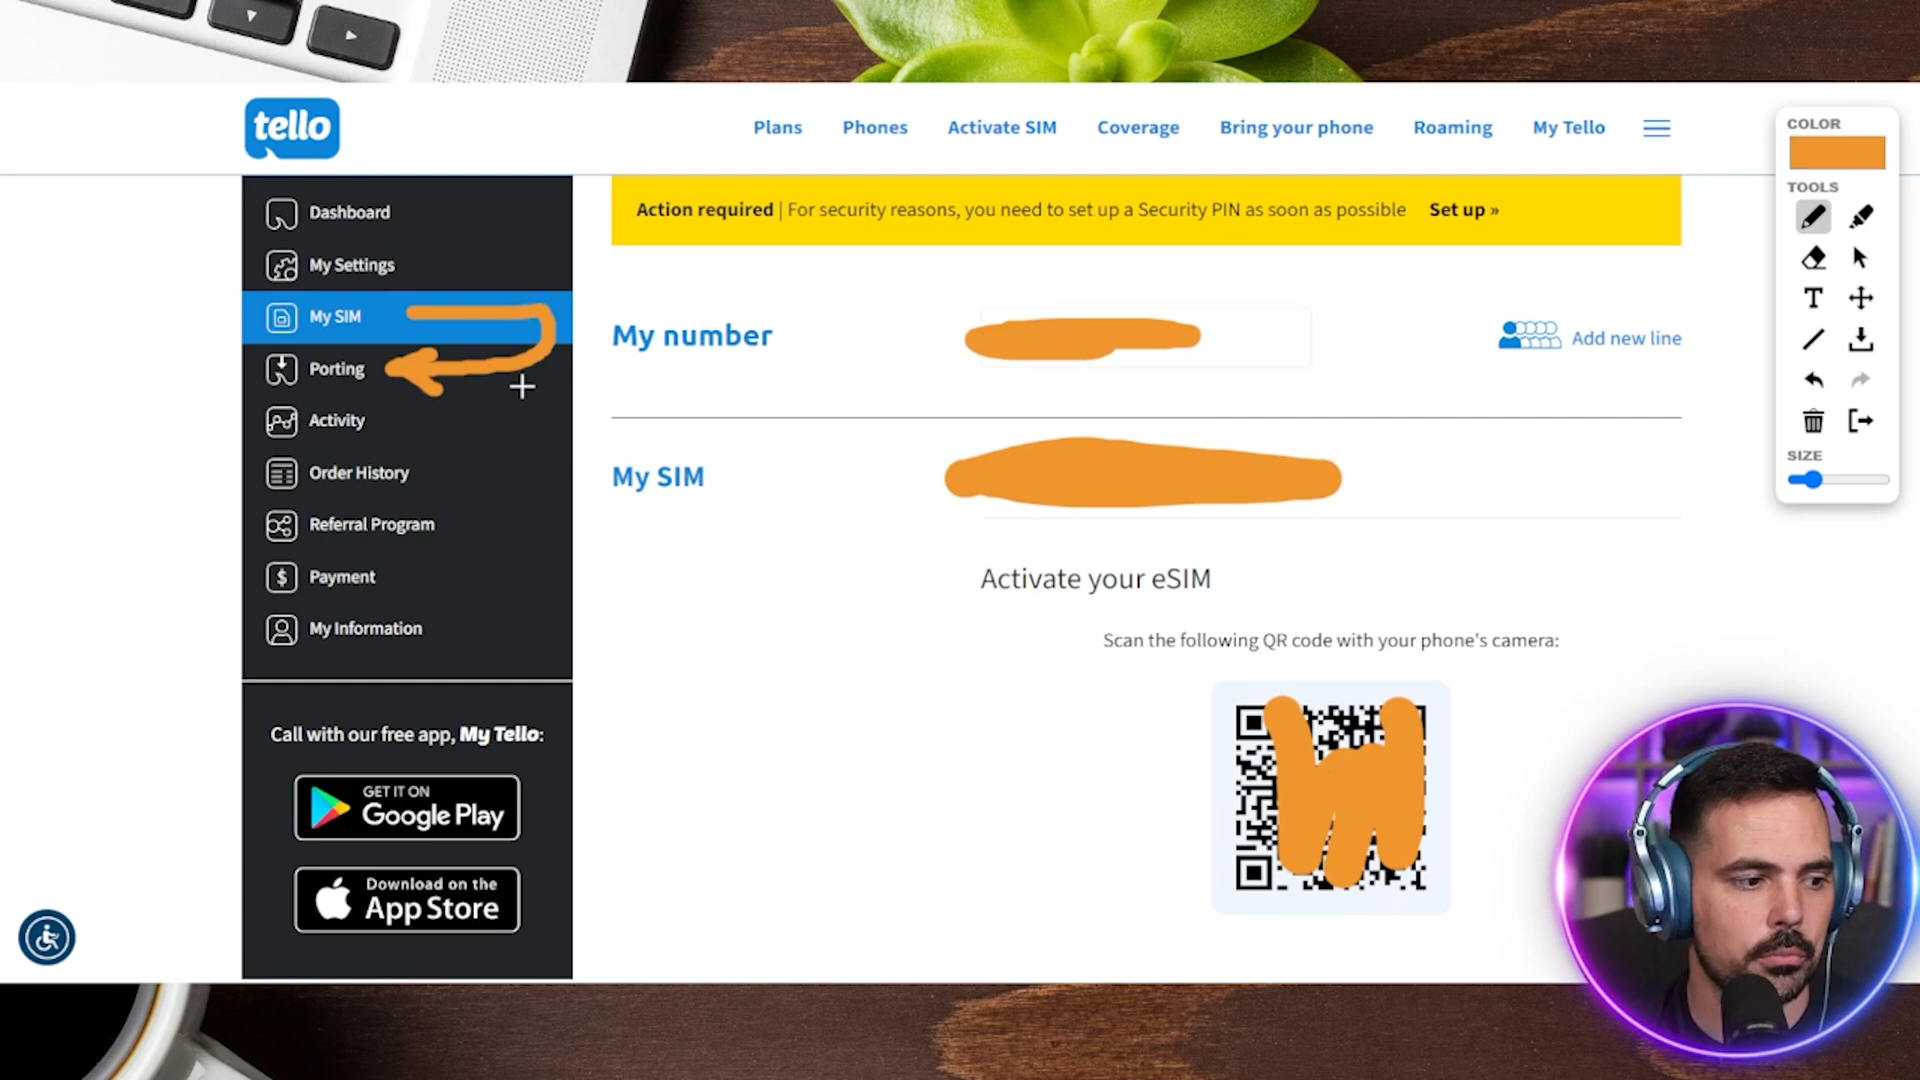 tello
Plans
Phones
Activate SIM
Coverage
Bring your phone
Roaming
My Tello
COLOR
TOOLS
SIZE
Dashboard
My Settings
My SIM
Porting
Activity
Order History
Referral Program
Payment
My Information
Call with our free app, My Tello:
GET IT ON
Google Play
Download on the
App Store
Action required | For security reasons, you need to set up a Security PIN as soon as possible Set up »
My number
Add new line
My SIM
Activate your eSIM
Scan the following QR code with your phone's camera: